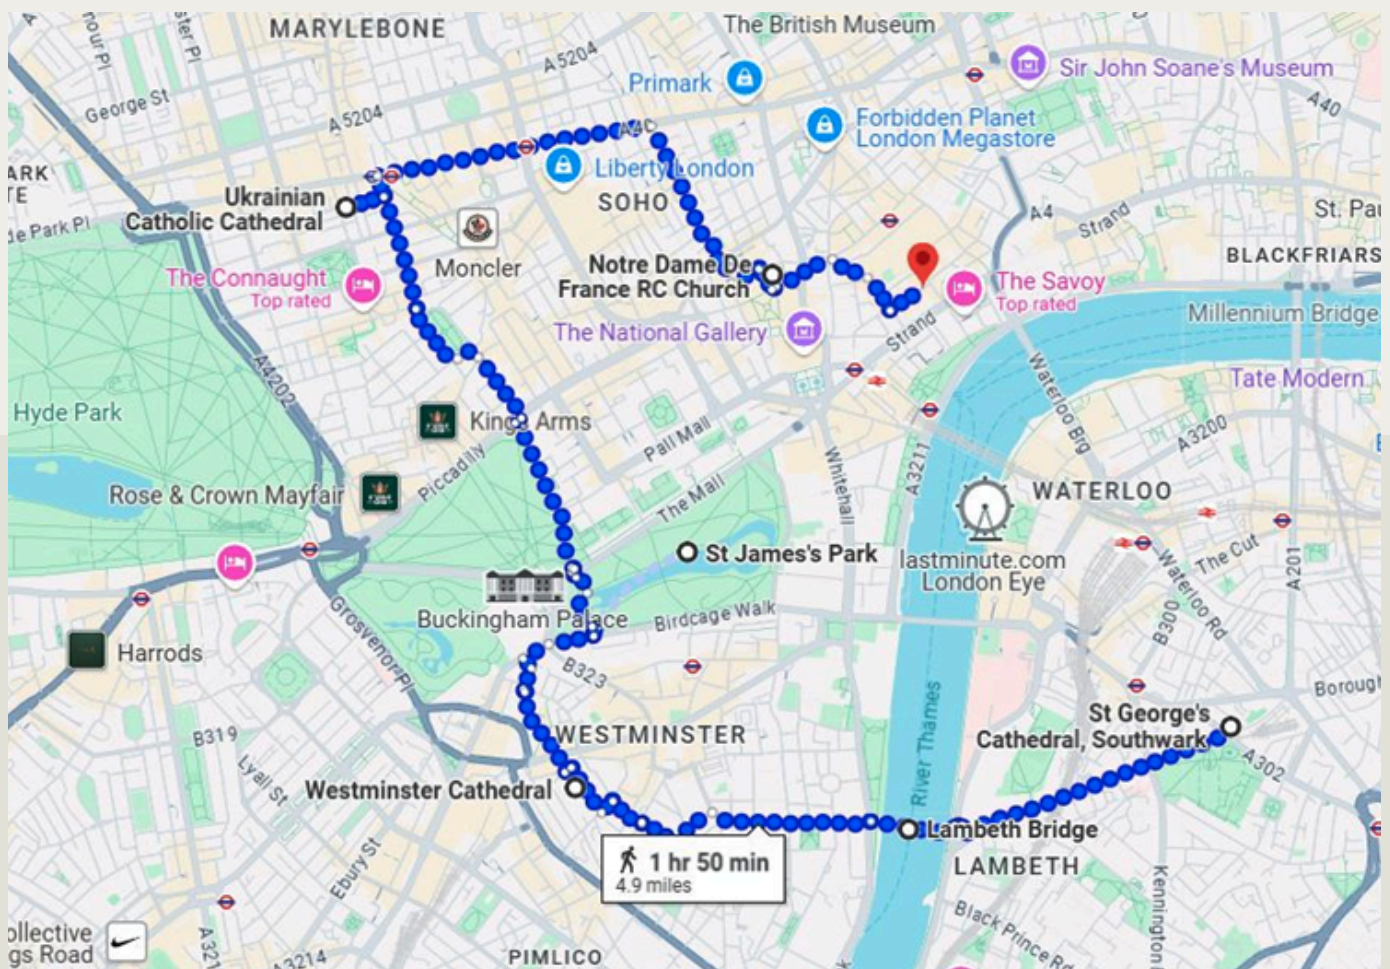 MARYLEBONE
The British Museum
A5204
Primark
Sir John Soane's Museum
George St
A40
A5204
Forbidden Planet
London Megastore
A40
Liberty London
Ukrainian
Catholic Cathedral
SOHO
A4
Strand
St. Pau
de Park Pl
BLACKFRIARS
Moncler
Notre Dame De
France RC Church
The Connaught
Top rated
The Savoy
Top rated
Millennium Bridge
The National Gallery
Strand
A4202
Waterloo Brg
Tate Modern
Hyde Park
Kings Arms
Pall Mall
A3200
Piccadilly
Whitehall
A3211
Rose & Crown Mayfair
The Mall
WATERLOO
St James's Park
lastminute.com
London Eye
The Cut
A201
Waterloo Rd
Buckingham Palace
Birdcage Walk
B300
Grosvenor Pl
Harrods
B323
Borough
River Thames
St George's
Cathedral, Southwark
B319
WESTMINSTER
A302
Lyall St
Westminster Cathedral
Lambeth Bridge
1 hr 50 min
4.9 miles
LAMBETH
Ebury St
Kennington
Black Prince Rd
ollective
gs Road
A321
A3214
PIMLICO